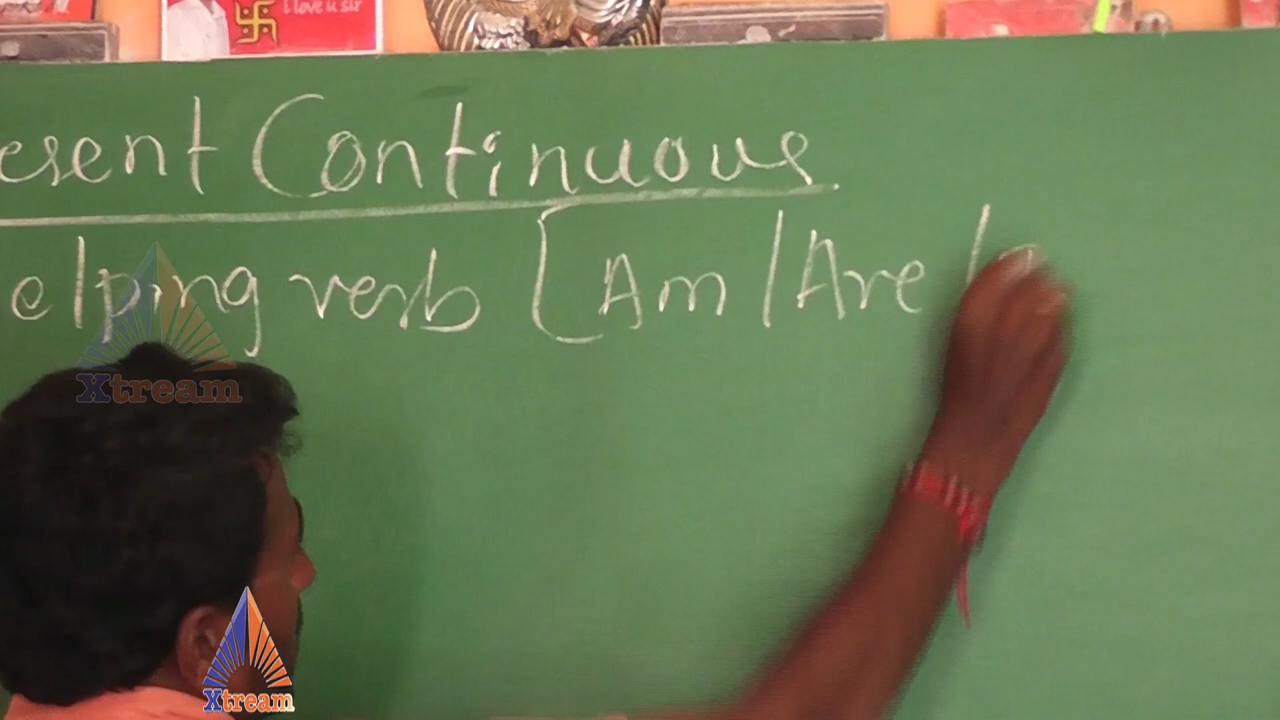 I love u sir
esent Continuous
elping verb [Am/Are/
Xtream
Xtream